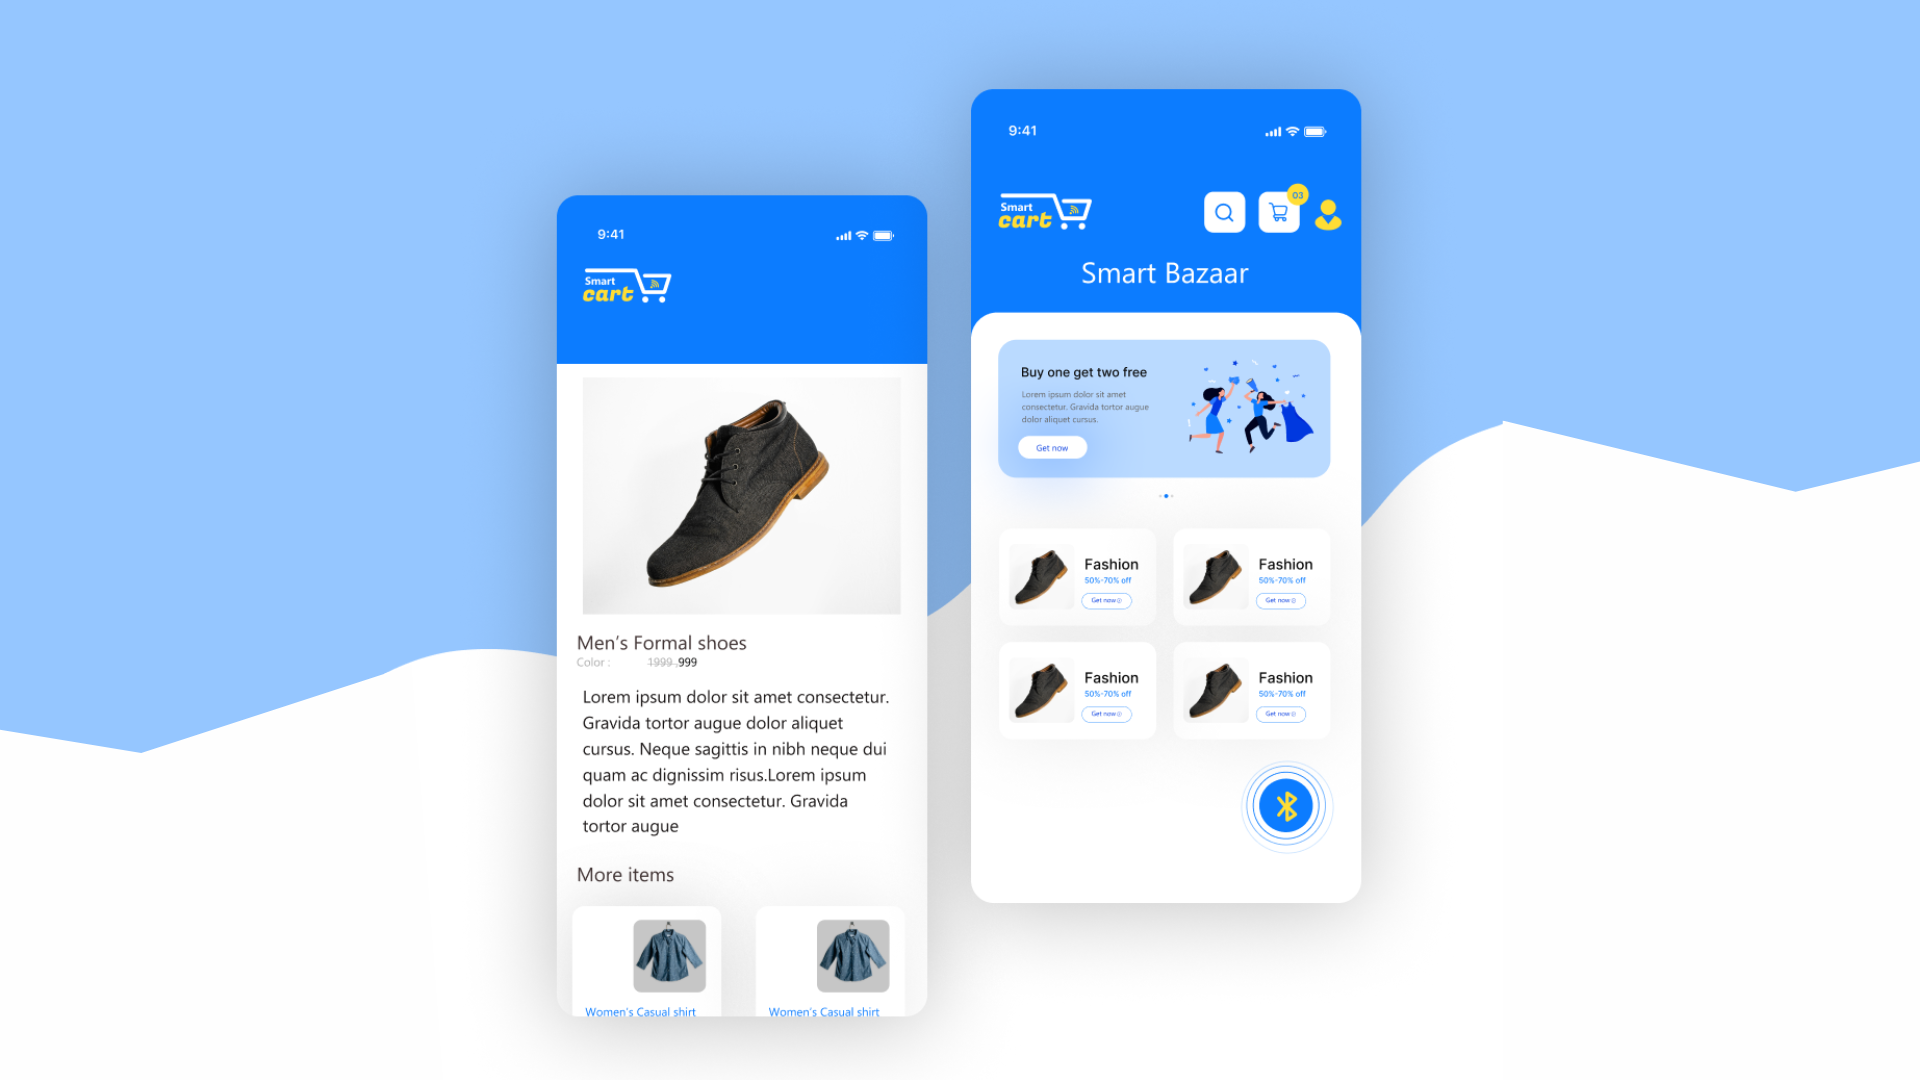 9:41
Smart
cart
Men's Formal shoes
Color : 1999 ,999
Lorem ipsum dolor sit amet consectetur.
Gravida tortor augue dolor aliquet
cursus. Neque sagittis in nibh neque dui
quam ac dignissim risus.Lorem ipsum
dolor sit amet consectetur. Gravida
tortor augue
More items
Women's Casual shirt
Women's Casual shirt
9:41
Smart
cart
03
Smart Bazaar
Buy one get two free
Lorem ipsum dolor sit amet
consectetur. Gravida tortor augue
dolor aliquet cursus.
Get now
Fashion
50%-70% off
Get now
Fashion
50%-70% off
Get now
Fashion
50%-70% off
Get now
Fashion
50%-70% off
Get now